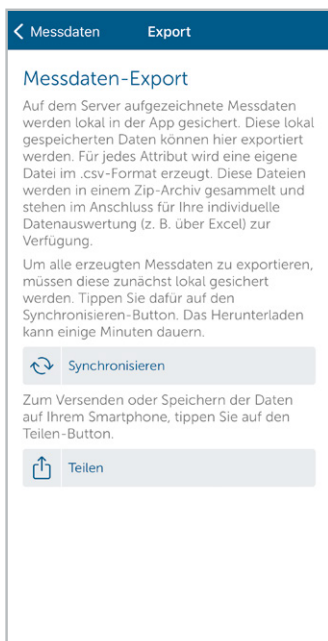 Messdaten Export
Messdaten-Export
Auf dem Server aufgezeichnete Messdaten
werden lokal in der App gesichert. Diese lokal
gespeicherten Daten können hier exportiert
werden. Für jedes Attribut wird eine eigene
Datei im .csv-Format erzeugt. Diese Dateien
werden in einem Zip-Archiv gesammelt und
stehen im Anschluss für Ihre individuelle
Datenauswertung (z. B. über Excel) zur
Verfügung.
Um alle erzeugten Messdaten zu exportieren,
müssen diese zunächst lokal gesichert
werden. Tippen Sie dafür auf den
Synchronisieren-Button. Das Herunterladen
kann einige Minuten dauern.
Synchronisieren
Zum Versenden oder Speichern der Daten
auf Ihrem Smartphone, tippen Sie auf den
Teilen-Button.
Teilen